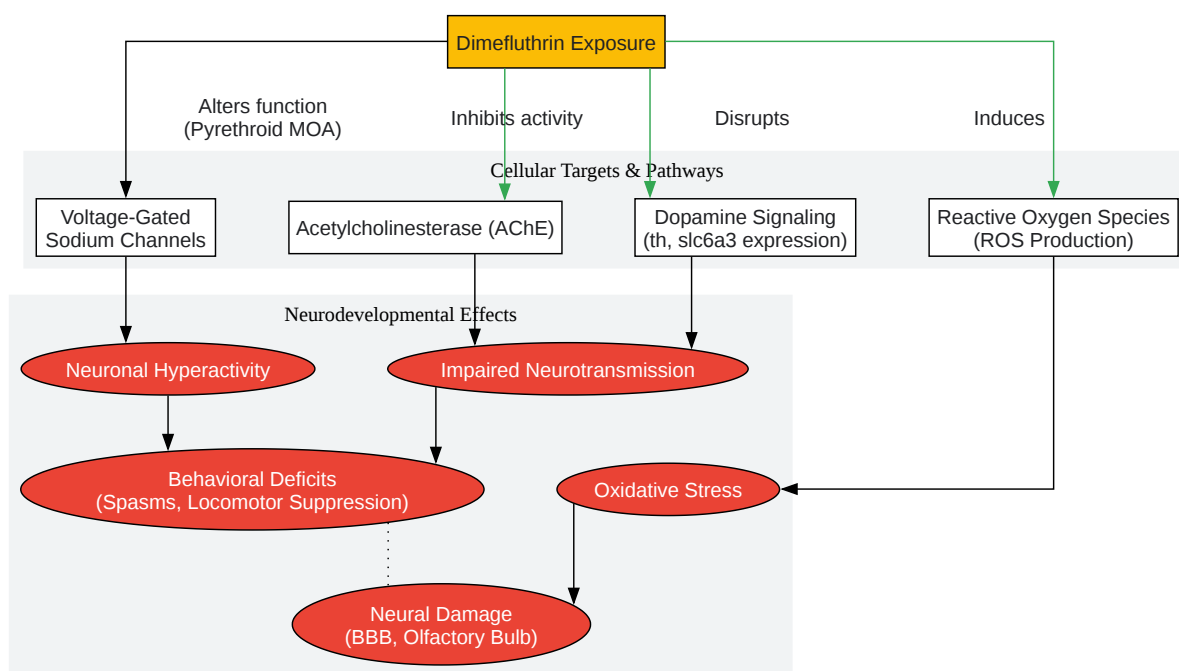 Dimefluthrin Exposure
Alters function
(Pyrethroid MOA)
Inhibits activity
Disrupts
Induces
Cellular Targets & Pathways
Voltage-Gated
Sodium Channels
Acetylcholinesterase (AChE)
Dopamine Signaling
(th, slc6a3 expression)
Reactive Oxygen Species
(ROS Production)
Neurodevelopmental Effects
Neuronal Hyperactivity
Impaired Neurotransmission
Behavioral Deficits
(Spasms, Locomotor Suppression)
Oxidative Stress
Neural Damage
(BBB, Olfactory Bulb)